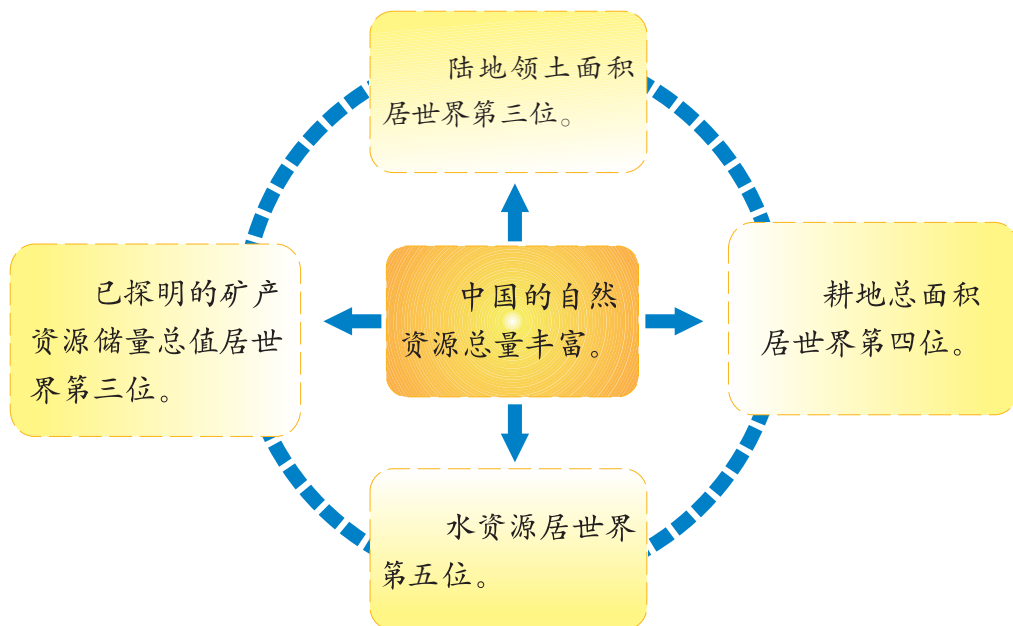 陆地领土面积
居世界第三位。
已探明的矿产
资源储量总值居世
界第三位。
中国的自然
资源总量丰富。
耕地总面积
居世界第四位。
水资源居世界
第五位。